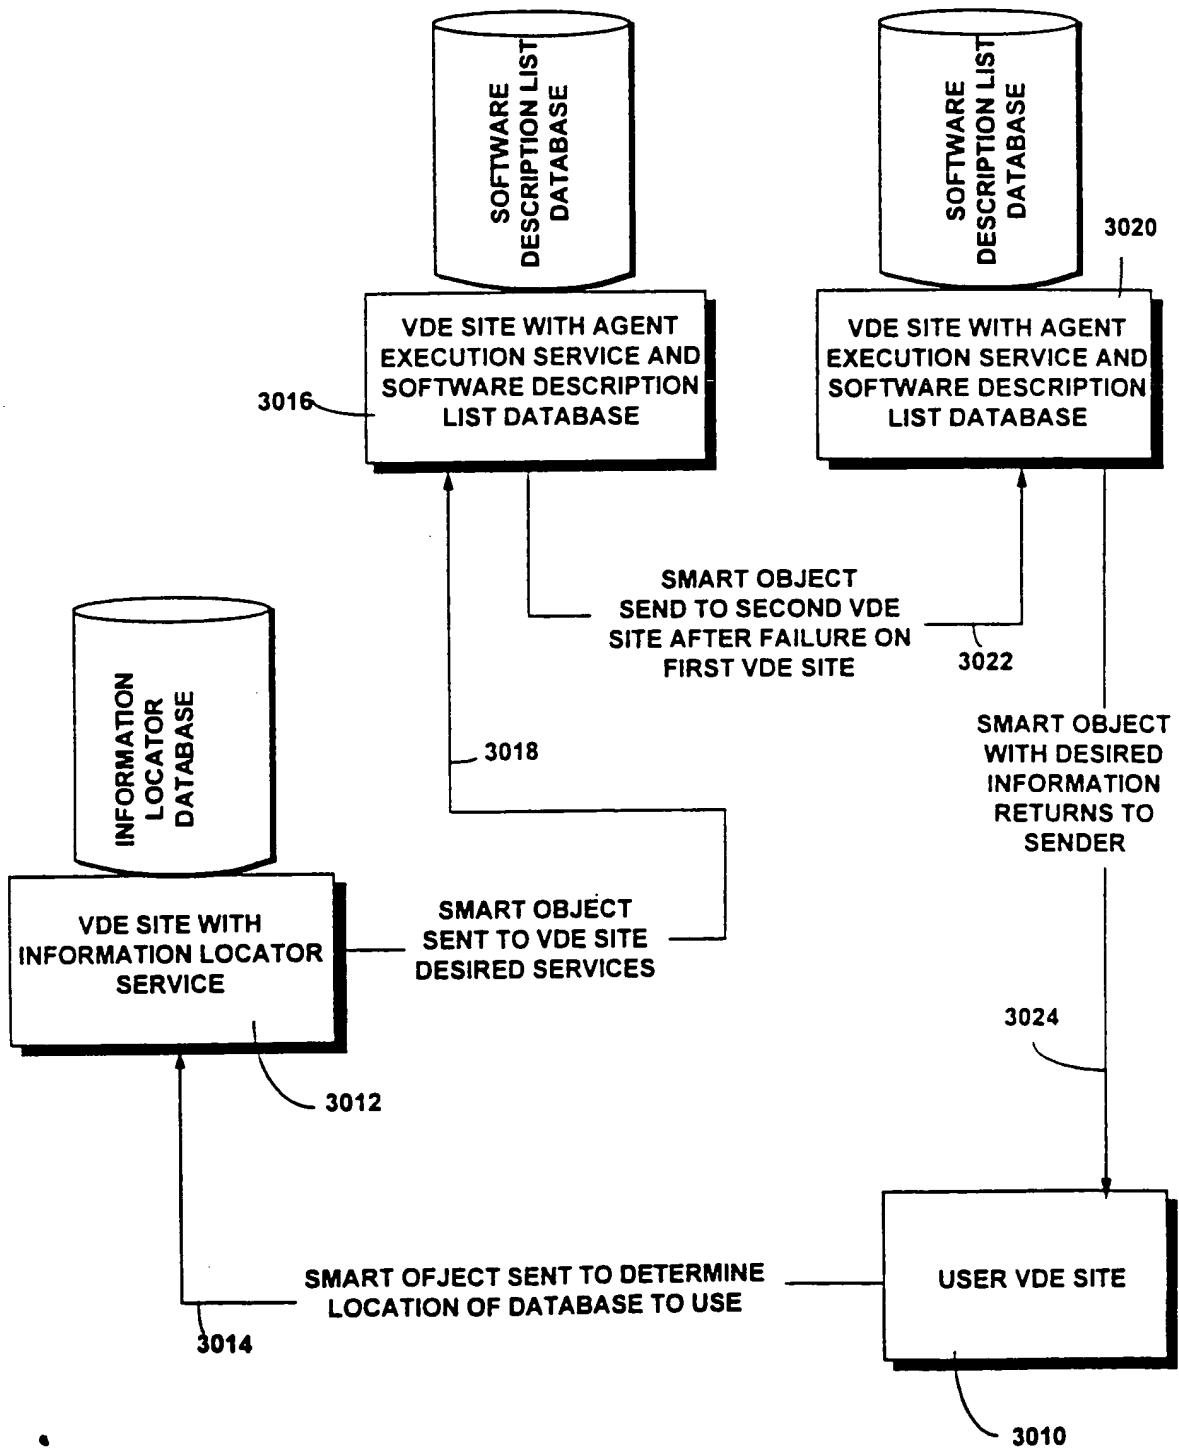 SOFTWARE
DESCRIPTION LIST
DATABASE
SOFTWARE
DESCRIPTION LIST
DATABASE
3020
VDE SITE WITH AGENT
EXECUTION SERVICE AND
SOFTWARE DESCRIPTION
LIST DATABASE
3016
VDE SITE WITH AGENT
EXECUTION SERVICE AND
SOFTWARE DESCRIPTION
LIST DATABASE
SMART OBJECT
SEND TO SECOND VDE
SITE AFTER FAILURE ON
FIRST VDE SITE
3022
INFORMATION
LOCATOR
DATABASE
3018
SMART OBJECT
WITH DESIRED
INFORMATION
RETURNS TO
SENDER
VDE SITE WITH
INFORMATION LOCATOR
SERVICE
SMART OBJECT
SENT TO VDE SITE
DESIRED SERVICES
3024
3012
SMART OFJECT SENT TO DETERMINE
LOCATION OF DATABASE TO USE
USER VDE SITE
3014
3010